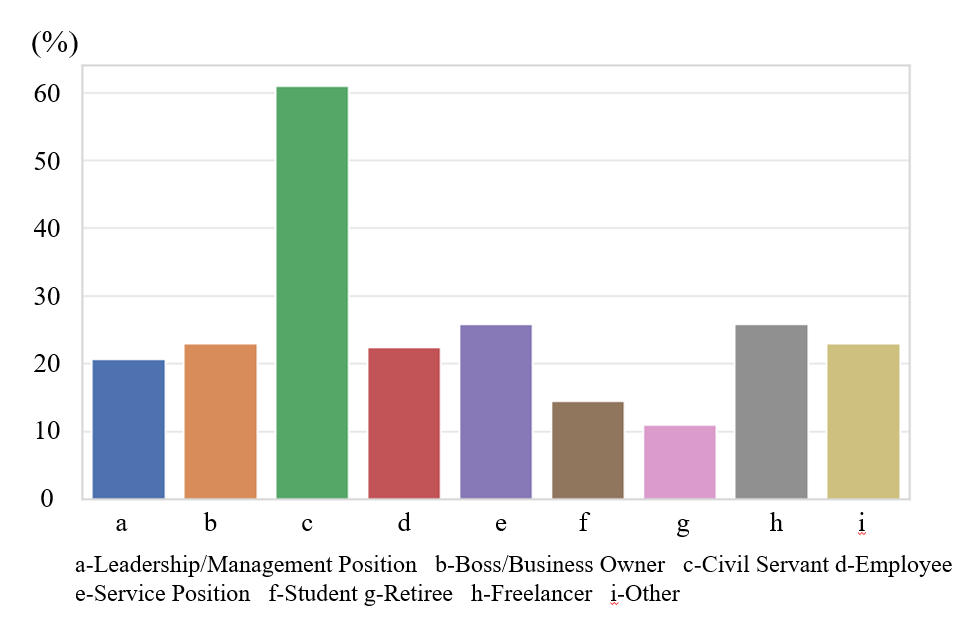 (%)
60
50
40
30
20
10
0
a b c d e f g h i
a-Leadership/Management Position b-Boss/Business Owner c-Civil Servant d-Employee
e-Service Position f-Student g-Retiree h-Freelancer i-Other